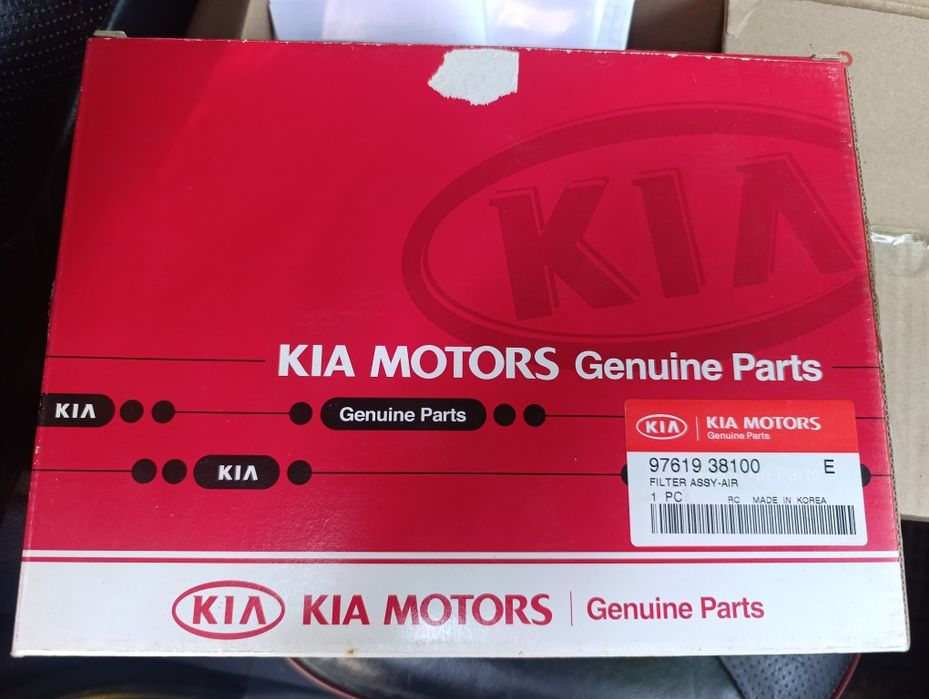 KIA
KIA MOTORS Genuine Parts
KIA
Genuine Parts
KIA
KIA
KIA MOTORS
Genuine Parts
97619 38100 E
FILTER ASSY-AIR
1 PC RC MADE IN KOREA
KIA KIA MOTORS Genuine Parts